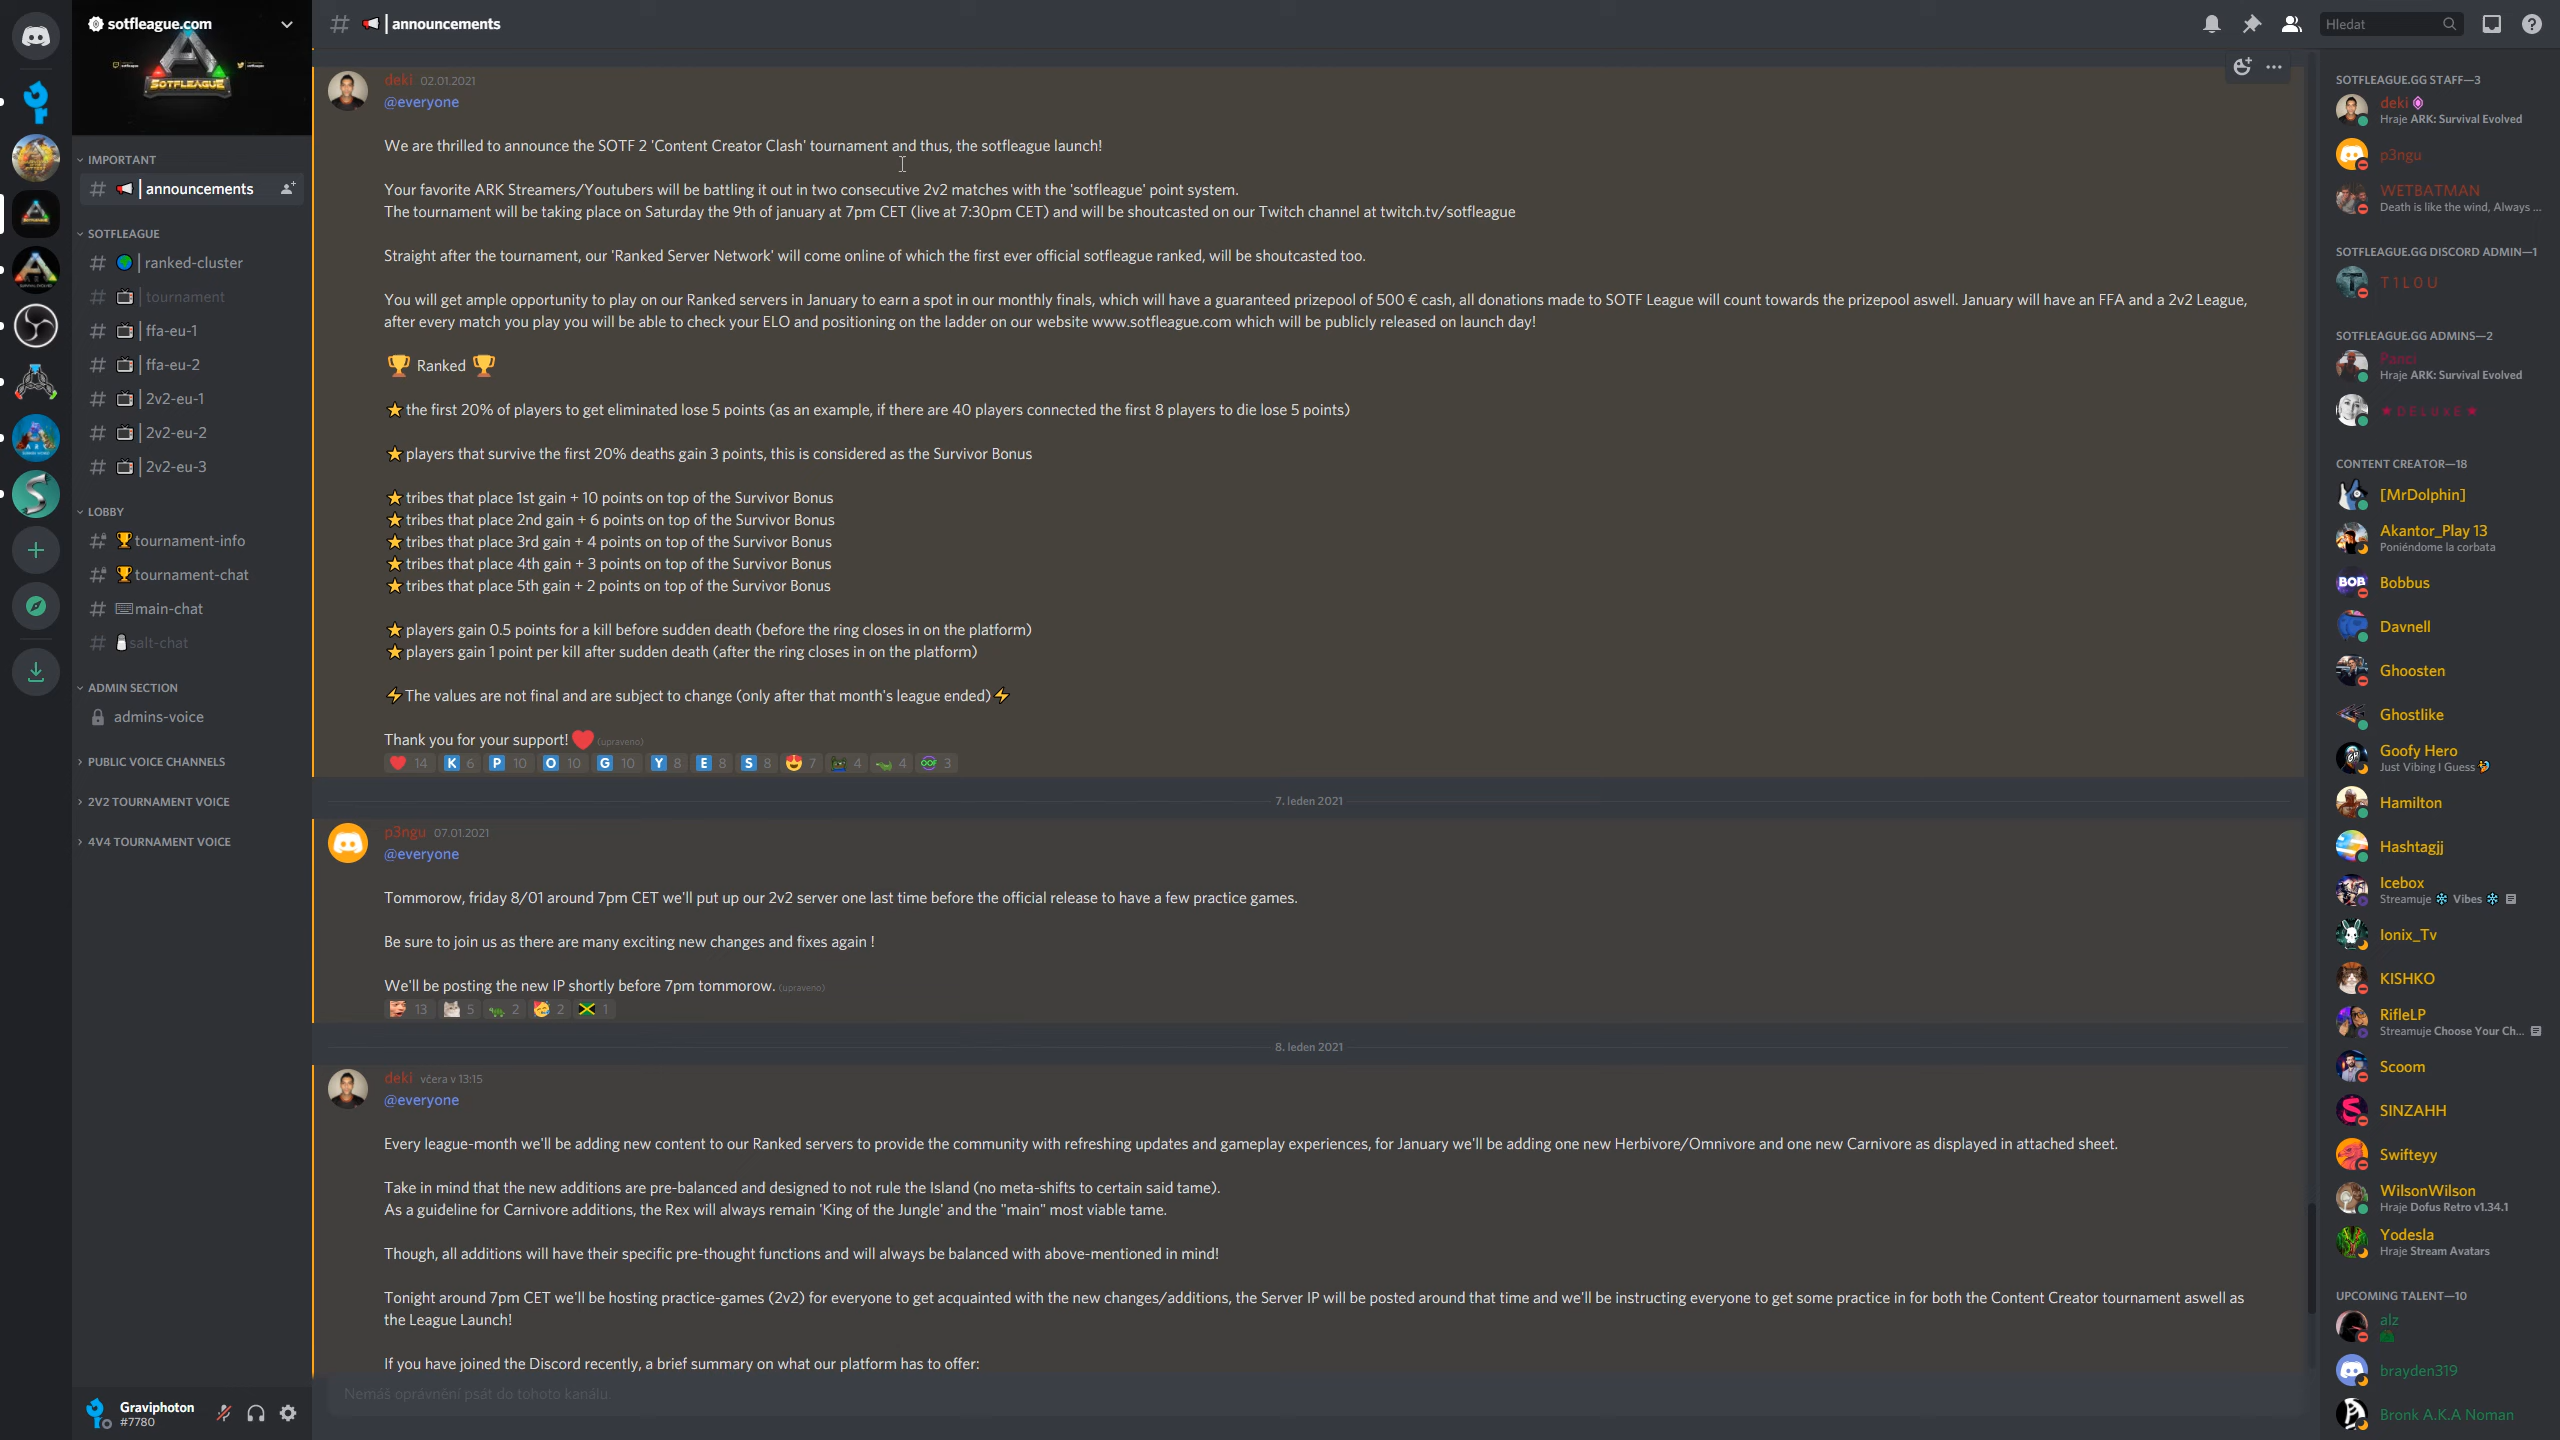 sotfleague.com
SOTFLEAGUE
IMPORTANT
announcements
SOTFLEAGUE
ranked-cluster
tournament
ffa-eu-1
ffa-eu-2
2v2-eu-1
2v2-eu-2
2v2-eu-3
LOBBY
tournament-info
tournament-chat
main-chat
salt-chat
ADMIN SECTION
admins-voice
PUBLIC VOICE CHANNELS
2V2 TOURNAMENT VOICE
4V4 TOURNAMENT VOICE
Graviphoton
#7780
announcements
Hledat
deki 02.01.2021
@everyone
We are thrilled to announce the SOTF 2 'Content Creator Clash' tournament and thus, the sotfleague launch!
Your favorite ARK Streamers/Youtubers will be battling it out in two consecutive 2v2 matches with the 'sotfleague' point system.
The tournament will be taking place on Saturday the 9th of january at 7pm CET (live at 7:30pm CET) and will be shoutcasted on our Twitch channel at twitch.tv/sotfleague
Straight after the tournament, our 'Ranked Server Network' will come online of which the first ever official sotfleague ranked, will be shoutcasted too.
You will get ample opportunity to play on our Ranked servers in January to earn a spot in our monthly finals, which will have a guaranteed prizepool of 500 € cash, all donations made to SOTF League will count towards the prizepool aswell. January will have an FFA and a 2v2 League,
after every match you play you will be able to check your ELO and positioning on the ladder on our website www.sotfleague.com which will be publicly released on launch day!
🏆 Ranked 🏆
⭐ the first 20% of players to get eliminated lose 5 points (as an example, if there are 40 players connected the first 8 players to die lose 5 points)
⭐ players that survive the first 20% deaths gain 3 points, this is considered as the Survivor Bonus
⭐ tribes that place 1st gain + 10 points on top of the Survivor Bonus
⭐ tribes that place 2nd gain + 6 points on top of the Survivor Bonus
⭐ tribes that place 3rd gain + 4 points on top of the Survivor Bonus
⭐ tribes that place 4th gain + 3 points on top of the Survivor Bonus
⭐ tribes that place 5th gain + 2 points on top of the Survivor Bonus
⭐ players gain 0.5 points for a kill before sudden death (before the ring closes in on the platform)
⭐ players gain 1 point per kill after sudden death (after the ring closes in on the platform)
⚡ The values are not final and are subject to change (only after that month's league ended) ⚡
Thank you for your support! ❤ (upraveno)
14 K 6 P 10 O 10 G 10 Y 8 E 8 S 8 7 4 4 OOF 3
7. leden 2021
p3ngu 07.01.2021
@everyone
Tommorow, friday 8/01 around 7pm CET we'll put up our 2v2 server one last time before the official release to have a few practice games.
Be sure to join us as there are many exciting new changes and fixes again !
We'll be posting the new IP shortly before 7pm tommorow. (upraveno)
13 5 2 2 1
8. leden 2021
deki včera v 13:15
@everyone
Every league-month we'll be adding new content to our Ranked servers to provide the community with refreshing updates and gameplay experiences, for January we'll be adding one new Herbivore/Omnivore and one new Carnivore as displayed in attached sheet.
Take in mind that the new additions are pre-balanced and designed to not rule the Island (no meta-shifts to certain said tame).
As a guideline for Carnivore additions, the Rex will always remain 'King of the Jungle' and the "main" most viable tame.
Though, all additions will have their specific pre-thought functions and will always be balanced with above-mentioned in mind!
Tonight around 7pm CET we'll be hosting practice-games (2v2) for everyone to get acquainted with the new changes/additions, the Server IP will be posted around that time and we'll be instructing everyone to get some practice in for both the Content Creator tournament aswell as
the League Launch!
If you have joined the Discord recently, a brief summary on what our platform has to offer:
Nemáš oprávnění psát do tohoto kanálu
SOTFLEAGUE.GG STAFF—3
deki
Hraje ARK: Survival Evolved
p3ngu
WETBATMAN
Death is like the wind, Always ...
SOTFLEAGUE.GG DISCORD ADMIN—1
T1L0U
SOTFLEAGUE.GG ADMINS—2
Panci
Hraje ARK: Survival Evolved
★ D E L U X E ★
CONTENT CREATOR—18
[MrDolphin]
Akantor_Play 13
Poniéndome la corbata
BOB
Bobbus
Davnell
Ghoosten
Ghostlike
Goofy Hero
Just Vibing I Guess
Hamilton
Hashtagjj
Icebox
Streamuje ❄ Vibes ❄
Ionix_Tv
KISHKO
RifleLP
Streamuje Choose Your Ch...
Scoom
SINZAHH
Swifteyy
WilsonWilson
Hraje Dofus Retro v1.34.1
Yodesla
Hraje Stream Avatars
UPCOMING TALENT—10
alz
brayden319
Bronk A.K.A Noman